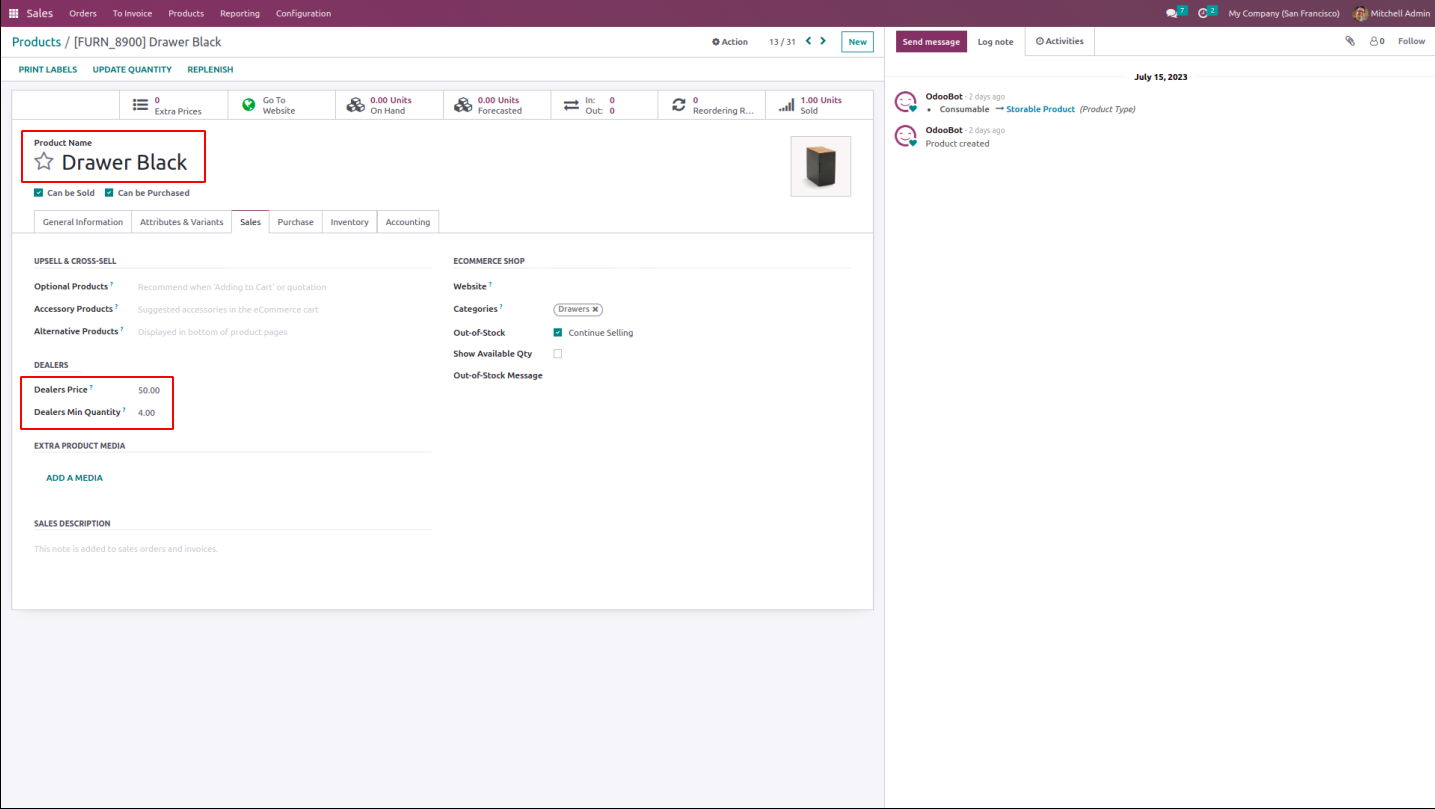 Sales Orders To Invoice Products Reporting Configuration 7 2 My Company (San Francisco) Mitchell Admin
Products / [FURN_8900] Drawer Black Action 13 / 31 New
PRINT LABELS UPDATE QUANTITY REPLENISH
0 Extra Prices
Go To Website
0.00 Units On Hand
0.00 Units Forecasted
In: 0
Out: 0
0 Reordering R...
1.00 Units Sold
Product Name
Drawer Black
Can be Sold Can be Purchased
General Information Attributes & Variants Sales Purchase Inventory Accounting
UPSELL & CROSS-SELL
Optional Products ? Recommend when 'Adding to Cart' or quotation
Accessory Products ? Suggested accessories in the eCommerce cart
Alternative Products ? Displayed in bottom of product pages
DEALERS
Dealers Price ? 50.00
Dealers Min Quantity ? 4.00
EXTRA PRODUCT MEDIA
ADD A MEDIA
SALES DESCRIPTION
This note is added to sales orders and invoices.
ECOMMERCE SHOP
Website ?
Categories ? Drawers ✖
Out-of-Stock Continue Selling
Show Available Qty
Out-of-Stock Message
Send message Log note Activities 0 Follow
July 15, 2023
OdooBot - 2 days ago
• Consumable → Storable Product (Product Type)
OdooBot - 2 days ago
Product created